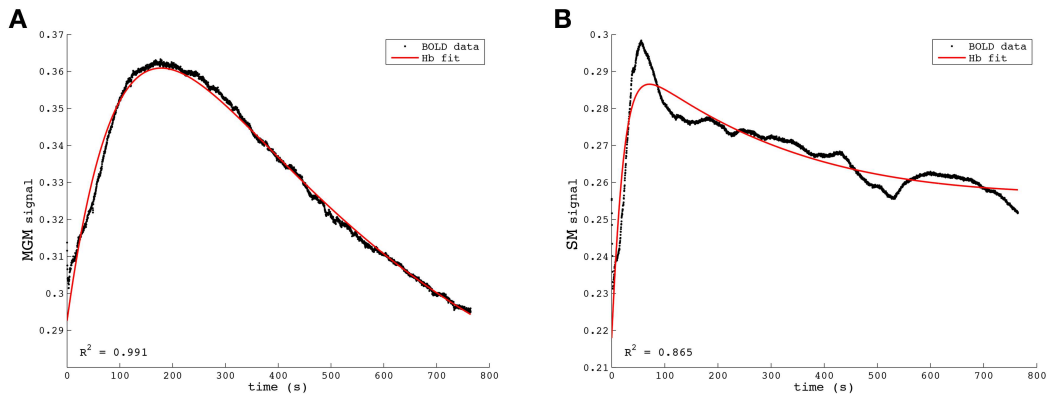 A
MGM signal
0.37
0.36
0.35
0.34
0.33
0.32
0.31
0.3
0.29
BOLD data
Hb fit
R² = 0.991
0 100 200 300 400 500 600 700 800
time (s)
B
SM signal
0.3
0.29
0.28
0.27
0.26
0.25
0.24
0.23
0.22
0.21
BOLD data
Hb fit
R² = 0.865
0 100 200 300 400 500 600 700 800
time (s)